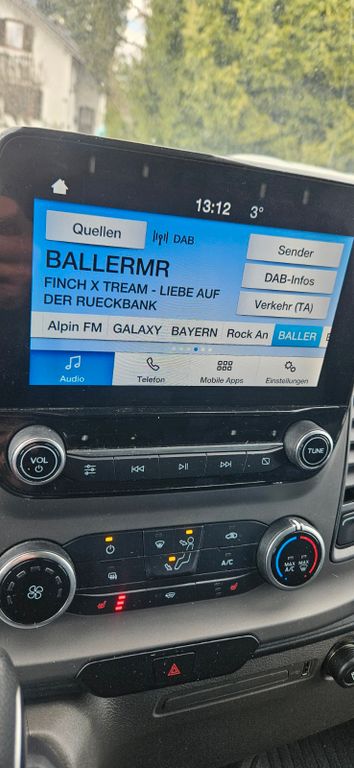 13:12 3°
Quellen DAB Sender
BALLERMR DAB-Infos
FINCH X TREAM - LIEBE AUF
DER RUECKBANK
Verkehr (TA)
Alpin FM GALAXY BAYERN Rock An BALLER
Audio Telefon Mobile Apps Einstellungen
VOL
TUNE
A/C
MAX A/C MAX